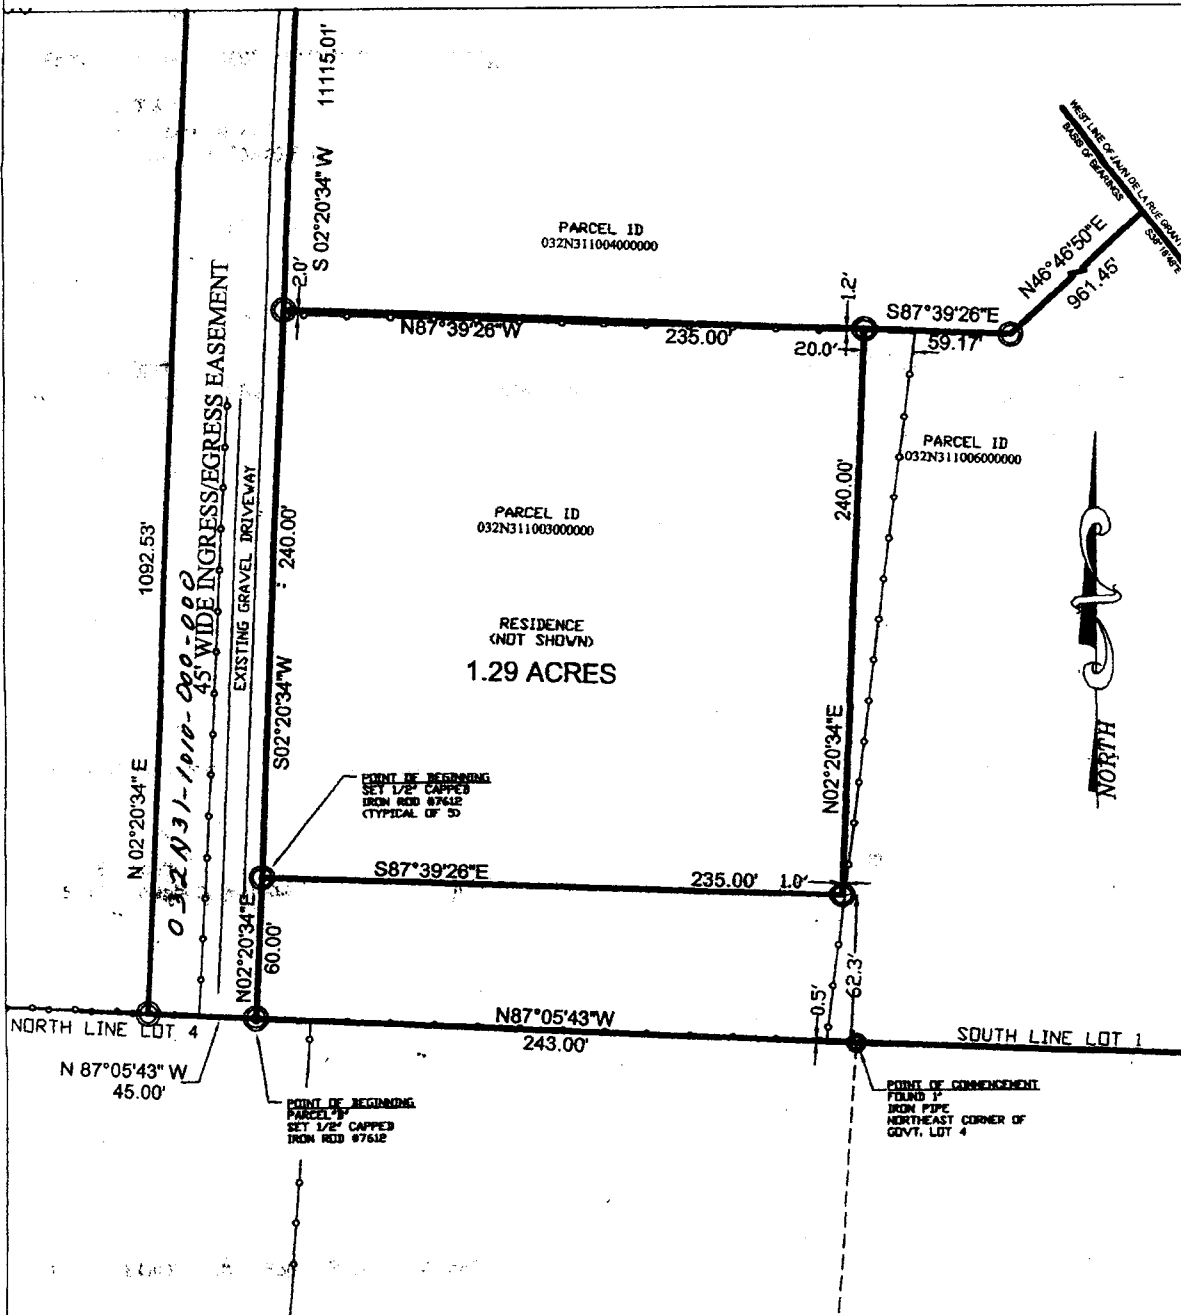 11115.01'
S 02°20'34" W
2.0'
WEST LINE OF JAUN DE LA RUE GRANT
BASIS OF BEARINGS
S38°18'48"E
PARCEL ID
032N311004000000
N46°46'50"E
961.45'
1.2'
S87°39'26"E
59.17'
N87°39'26"W
235.00'
20.0'
PARCEL ID
032N311006000000
240.00'
PARCEL ID
032N311003000000
RESIDENCE
(NOT SHOWN)
1.29 ACRES
45' WIDE INGRESS/EGRESS EASEMENT
EXISTING GRAVEL DRIVEWAY
240.00'
S02°20'34"W
1092.53'
N 02°20'34" E
032N31-1010-000-000
N02°20'34"E
NORTH
POINT OF BEGINNING
SET 1/2" CAPPED
IRON ROD #7612
(TYPICAL OF 5)
S87°39'26"E
235.00'
1.0'
N02°20'34"E
60.00'
62.3'
0.5'
NORTH LINE LOT 4
N87°05'43"W
243.00'
SOUTH LINE LOT 1
N 87°05'43" W
45.00'
POINT OF BEGINNING
PARCEL "B"
SET 1/2" CAPPED
IRON ROD #7612
POINT OF COMMENCEMENT
FOUND 1"
IRON PIPE
NORTHEAST CORNER OF
GOVT. LOT 4